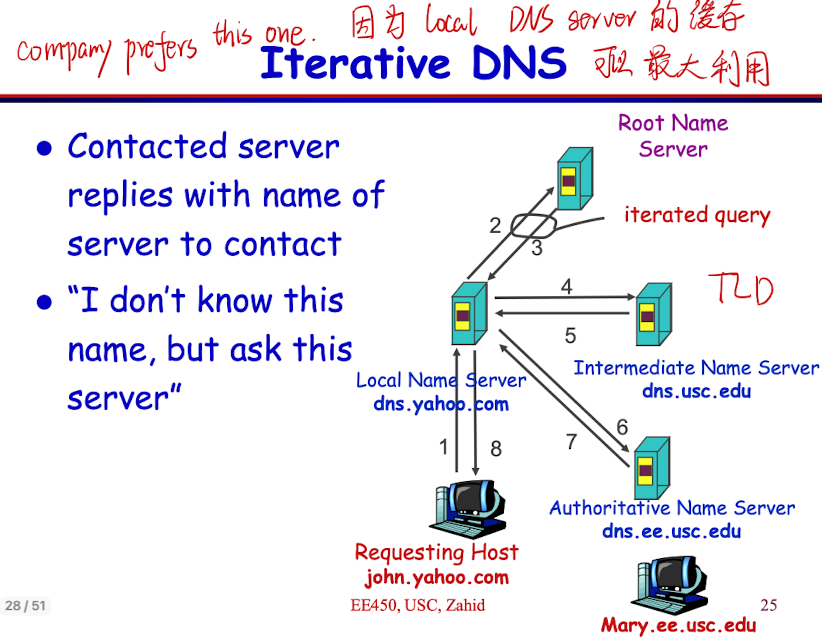 company prefers this one. 因为 local DNS server 的缓存
可以最大利用
Iterative DNS
● Contacted server
replies with name of
server to contact
● “I don’t know this
name, but ask this
server”
Root Name
Server
iterated query
2
3
4
TLD
5
Intermediate Name Server
dns.usc.edu
Local Name Server
dns.yahoo.com
6
7
1
8
Authoritative Name Server
dns.ee.usc.edu
Requesting Host
john.yahoo.com
28 / 51
EE450, USC, Zahid
25
Mary.ee.usc.edu